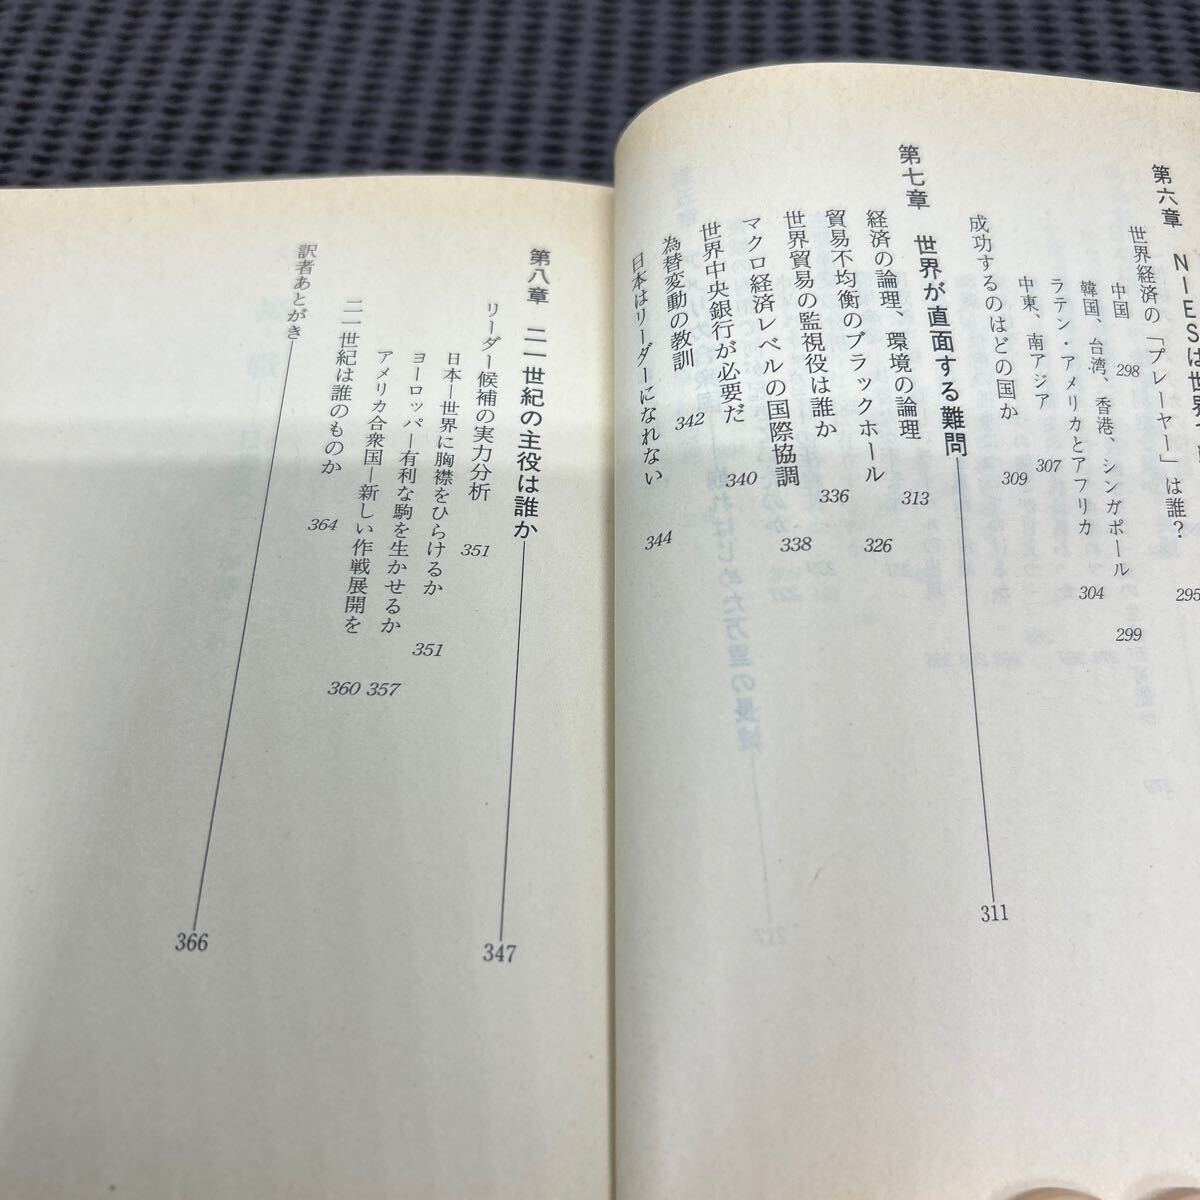 第六章 NIESは世界
世界経済の「プレーヤー」は誰？ 295
中国 298
韓国、台湾、香港、シンガポール 299
ラテン・アメリカとアフリカ 304
中東、南アジア 307
成功するのはどの国か 309
第七章 世界が直面する難問 311
経済の論理、環境の論理 313
貿易不均衡のブラックホール 326
世界貿易の監視役は誰か 336
マクロ経済レベルの国際協調 338
世界中央銀行が必要だ 340
為替変動の教訓 342
日本はリーダーになれない 344
第八章 二一世紀の主役は誰か 347
リーダー候補の実力分析 351
日本―世界に胸襟をひらけるか 351
ヨーロッパ―有利な駒を生かせるか 357
アメリカ合衆国―新しい作戦展開を 360
二一世紀は誰のものか 364
訳者あとがき 366